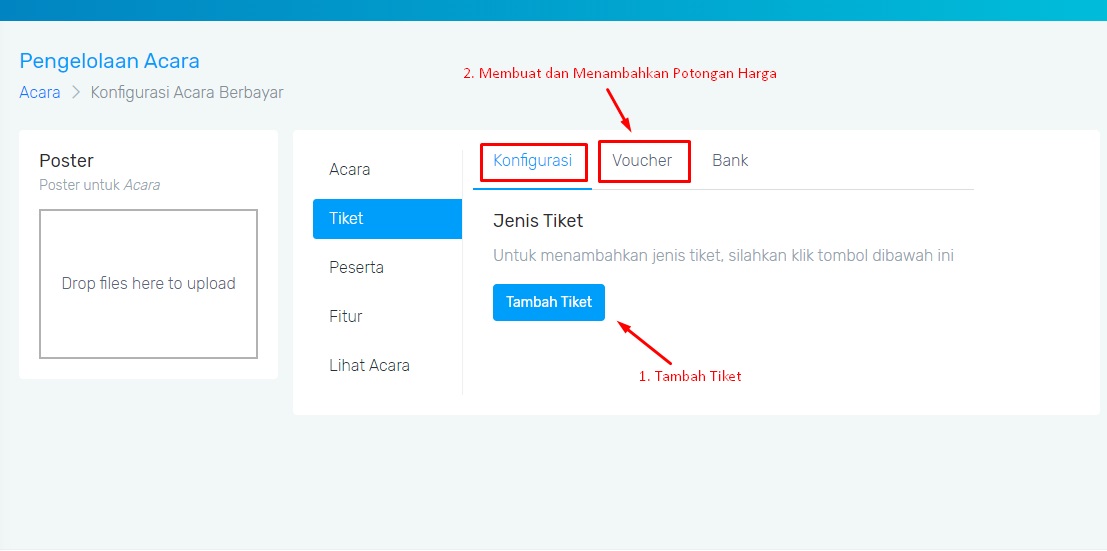 Pengelolaan Acara
Acara > Konfigurasi Acara Berbayar
2. Membuat dan Menambahkan Potongan Harga
Poster
Poster untuk Acara
Drop files here to upload
Acara
Tiket
Peserta
Fitur
Lihat Acara
Konfigurasi Voucher Bank
Jenis Tiket
Untuk menambahkan jenis tiket, silahkan klik tombol dibawah ini
Tambah Tiket
1. Tambah Tiket